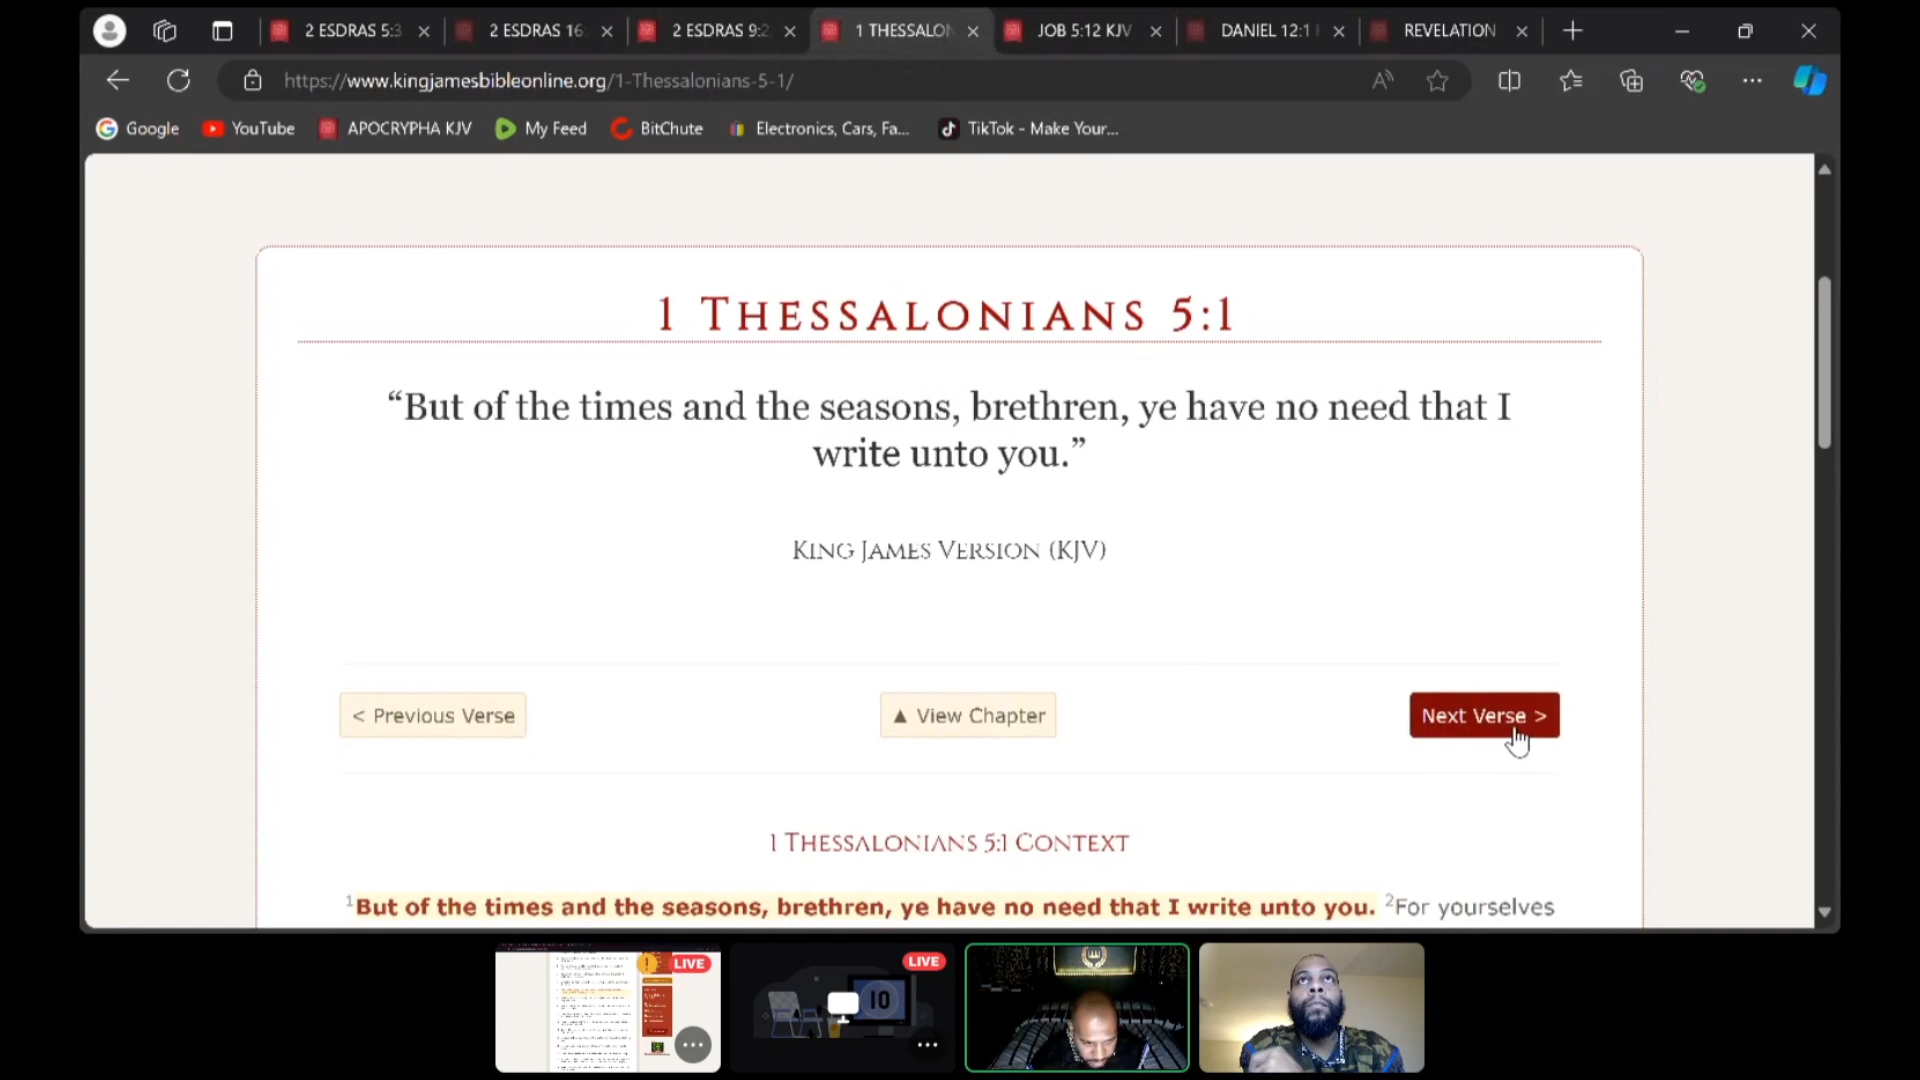 2 ESDRAS 5:3
2 ESDRAS 16:
2 ESDRAS 9:2
1 THESSALON
JOB 5:12 KJV
DANIEL 12:1
REVELATION
https://www.kingjamesbibleonline.org/1-Thessalonians-5-1/
Google
YouTube
APOCRYPHA KJV
My Feed
BitChute
Electronics, Cars, Fa...
TikTok - Make Your...
1 THESSALONIANS 5:1
“But of the times and the seasons, brethren, ye have no need that I
write unto you.”
KING JAMES VERSION (KJV)
< Previous Verse
▲ View Chapter
Next Verse >
1 THESSALONIANS 5:1 CONTEXT
1But of the times and the seasons, brethren, ye have no need that I write unto you. 2For yourselves
LIVE
LIVE
10